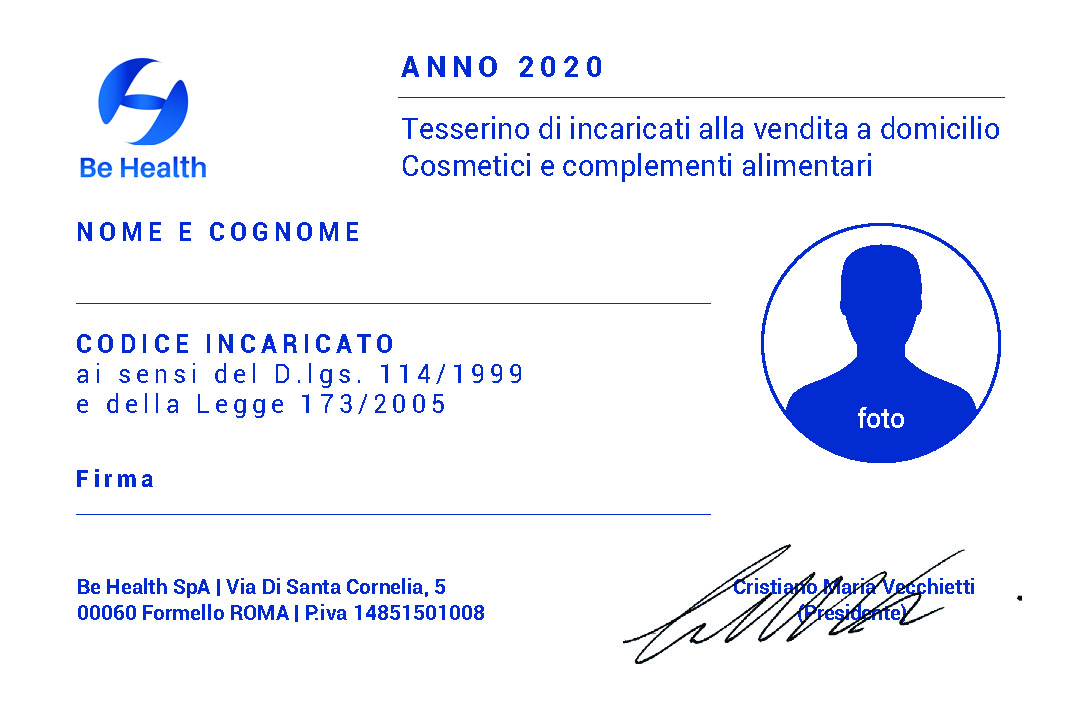 Be Health
ANNO 2020
Tesserino di incaricati alla vendita a domicilio
Cosmetici e complementi alimentari
NOME E COGNOME
CODICE INCARICATO
ai sensi del D.lgs. 114/1999
e della Legge 173/2005
foto
Firma
Be Health SpA | Via Di Santa Cornelia, 5
00060 Formello ROMA | P.iva 14851501008
Cristiano Maria Vecchietti
(Presidente)